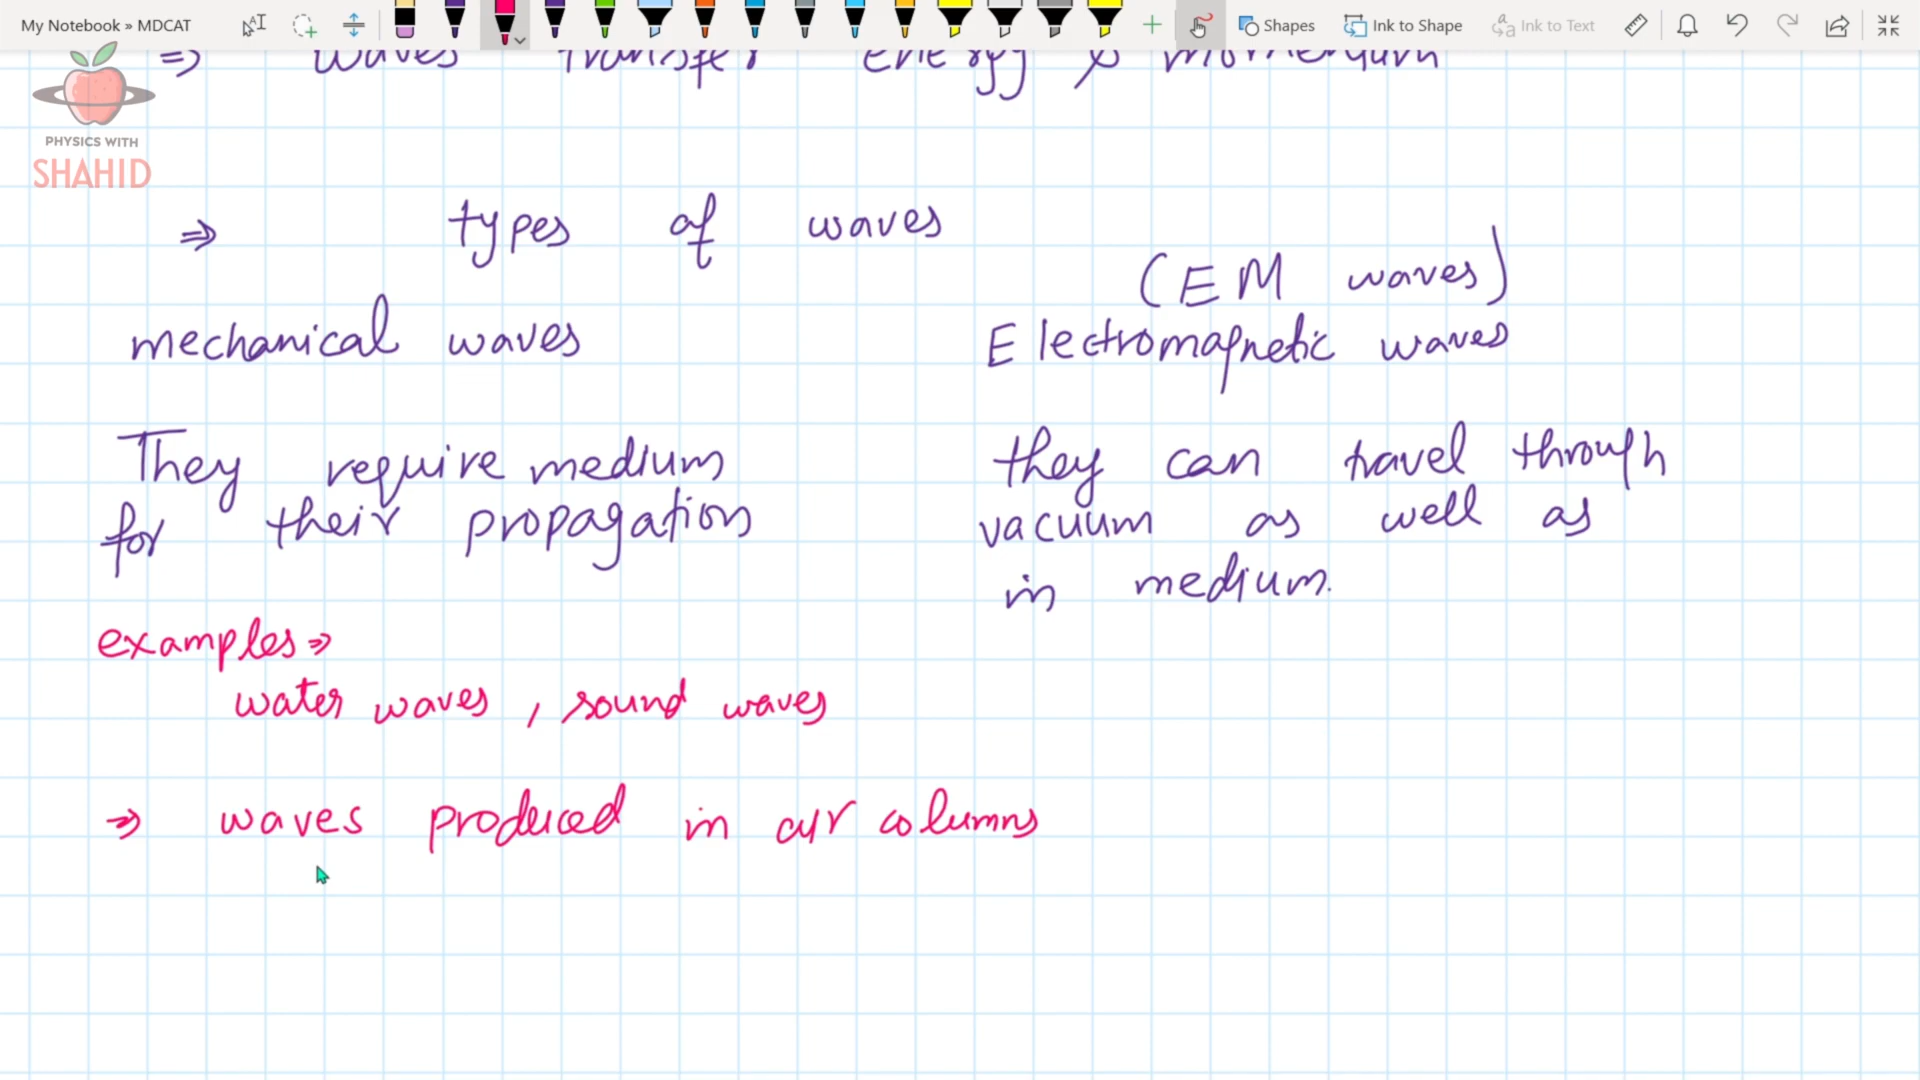 My Notebook » MDCAT
Shapes
Ink to Shape
Ink to Text
⇒ waves transfer energy & momentum
PHYSICS WITH
SHAHID
⇒ types of waves
(EM waves)
mechanical waves
Electromagnetic waves
They require medium
for their propagation
they can travel through
vacuum as well as
in medium.
examples ⇒
water waves, sound waves
⇒ waves produced in air columns